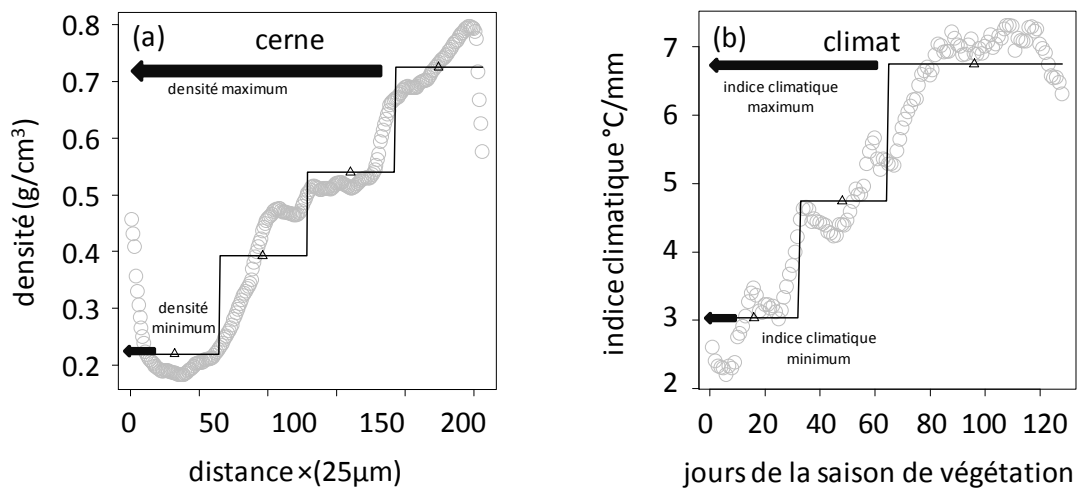 (a)
cerne
densité maximum
densité
minimum
densité (g/cm³)
0.8
0.7
0.6
0.5
0.4
0.3
0.2
0
50
50
200
distance ×(25µm)
(b)
climat
indice climatique
maximum
indice climatique
minimum
indice climatique °C/mm
7
6
5
4
3
2
0
20
40
60
80
100
120
jours de la saison de végétation